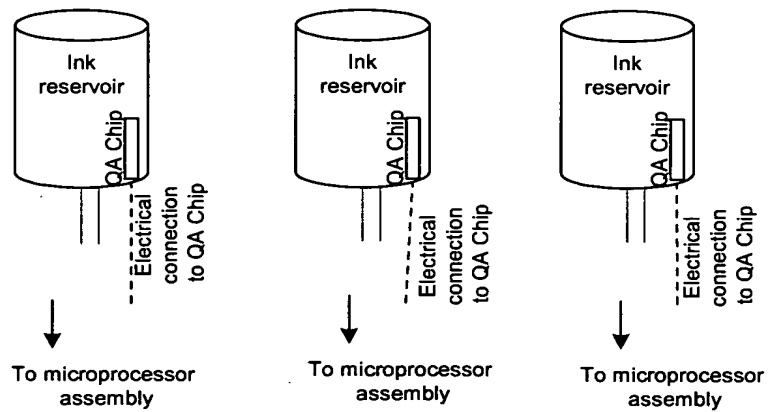 Ink
reservoir
QA Chip
Electrical
connection
to QA Chip
To microprocessor
assembly
Ink
reservoir
QA Chip
Electrical
connection
to QA Chip
To microprocessor
assembly
Ink
reservoir
QA Chip
Electrical
connection
to QA Chip
To microprocessor
assembly